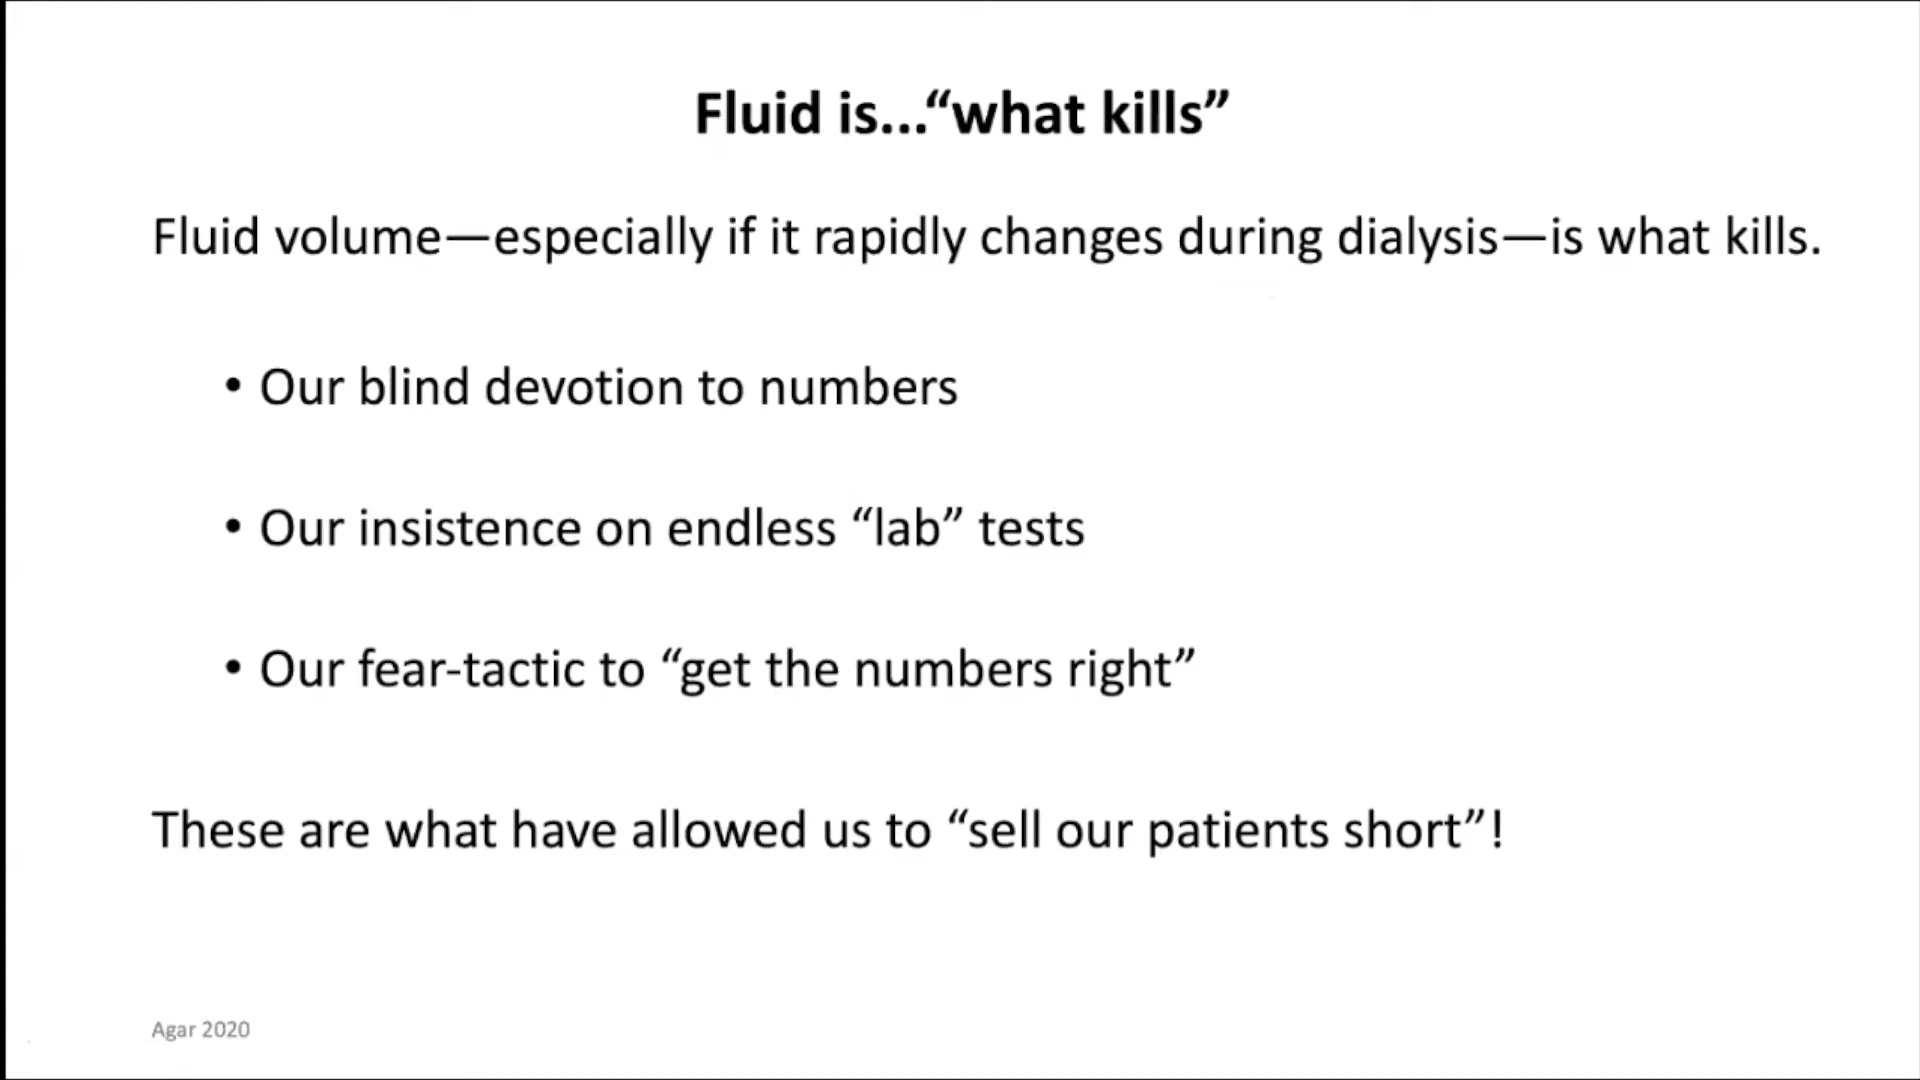 Fluid is...“what kills”
Fluid volume—especially if it rapidly changes during dialysis—is what kills.
• Our blind devotion to numbers
• Our insistence on endless “lab” tests
• Our fear-tactic to “get the numbers right”
These are what have allowed us to “sell our patients short”!
Agar 2020